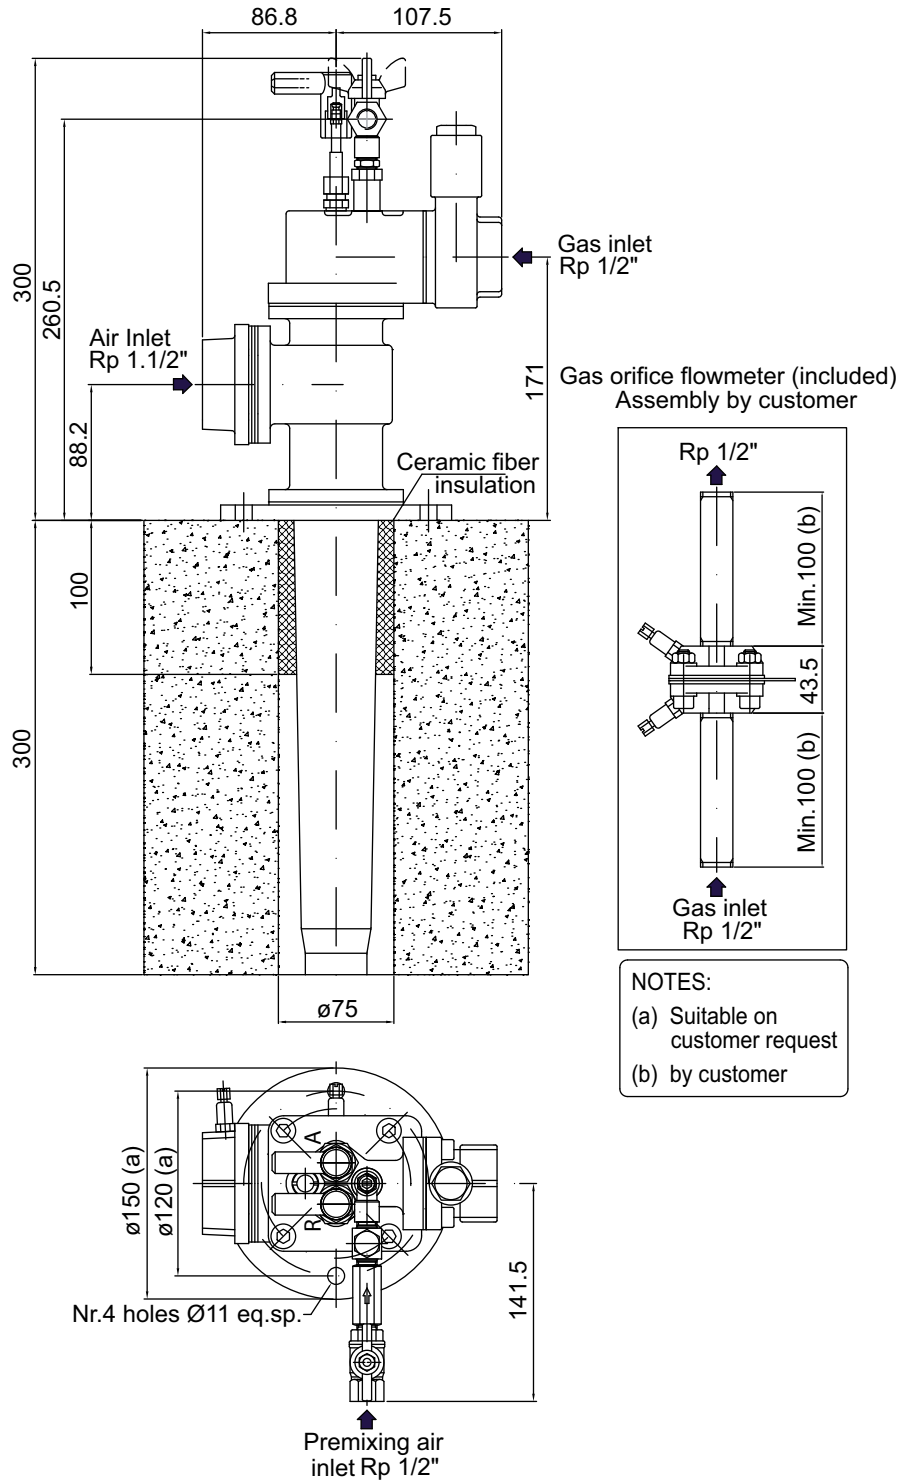 86.8
107.5
300
260.5
Gas inlet
Rp 1/2"
Air Inlet
Rp 1.1/2"
88.2
171
Ceramic fiber
insulation
100
300
ø75
Gas orifice flowmeter (included)
Assembly by customer
Rp 1/2"
Min.100 (b)
43.5
Min.100 (b)
Gas inlet
Rp 1/2"
NOTES:
(a) Suitable on
customer request
(b) by customer
ø150 (a)
ø120 (a)
A
R
141.5
Nr.4 holes Ø11 eq.sp.
Premixing air
inlet Rp 1/2"